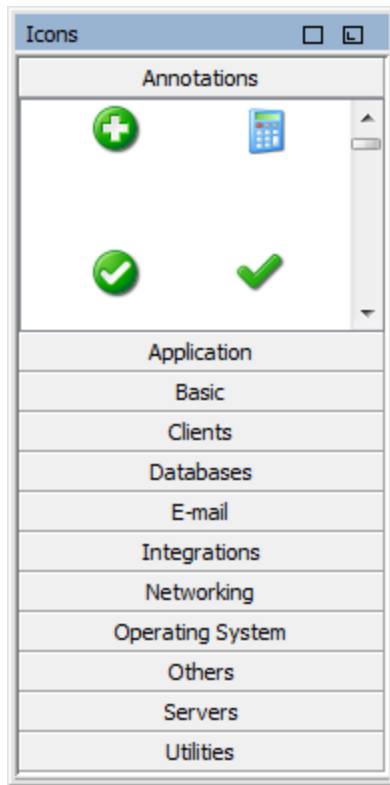 Icons
Annotations
Application
Basic
Clients
Databases
E-mail
Integrations
Networking
Operating System
Others
Servers
Utilities